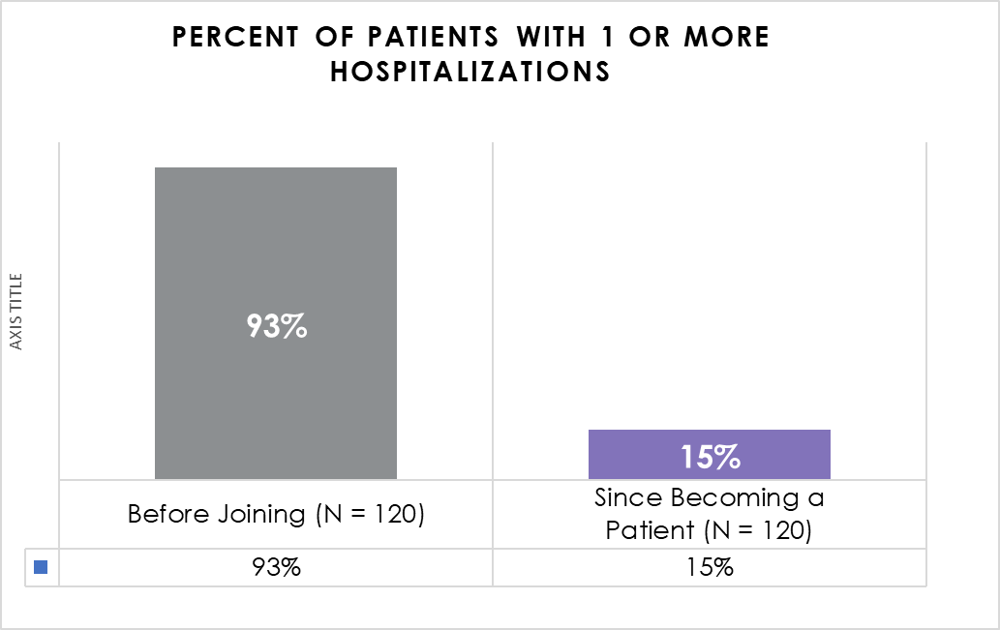 PERCENT OF PATIENTS WITH 1 OR MORE
HOSPITALIZATIONS
AXIS TITLE
93%
15%
Before Joining (N = 120)
Since Becoming a
Patient (N = 120)
93%
15%